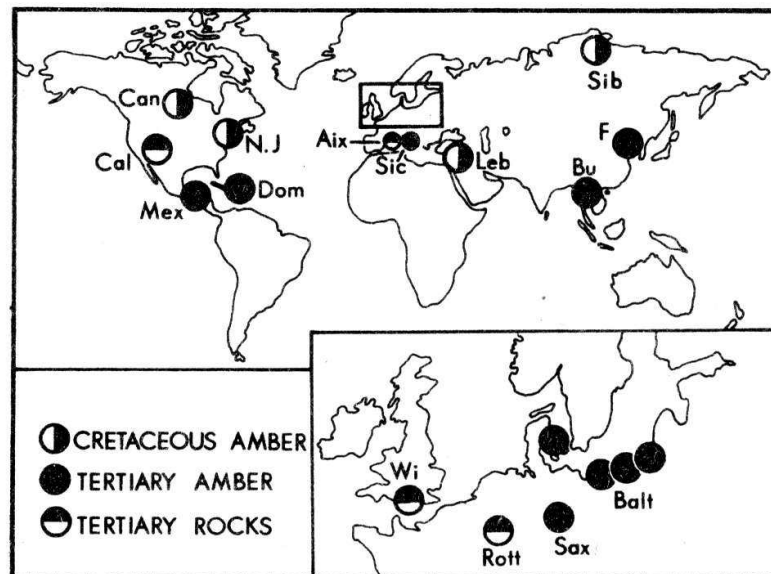 Sib
Can
N.J
F
Aix
Cal
Sic
Leb
Bu
Dom
Mex
CRETACEOUS AMBER
TERTIARY AMBER
TERTIARY ROCKS
Wi
Balt
Sax
Rott